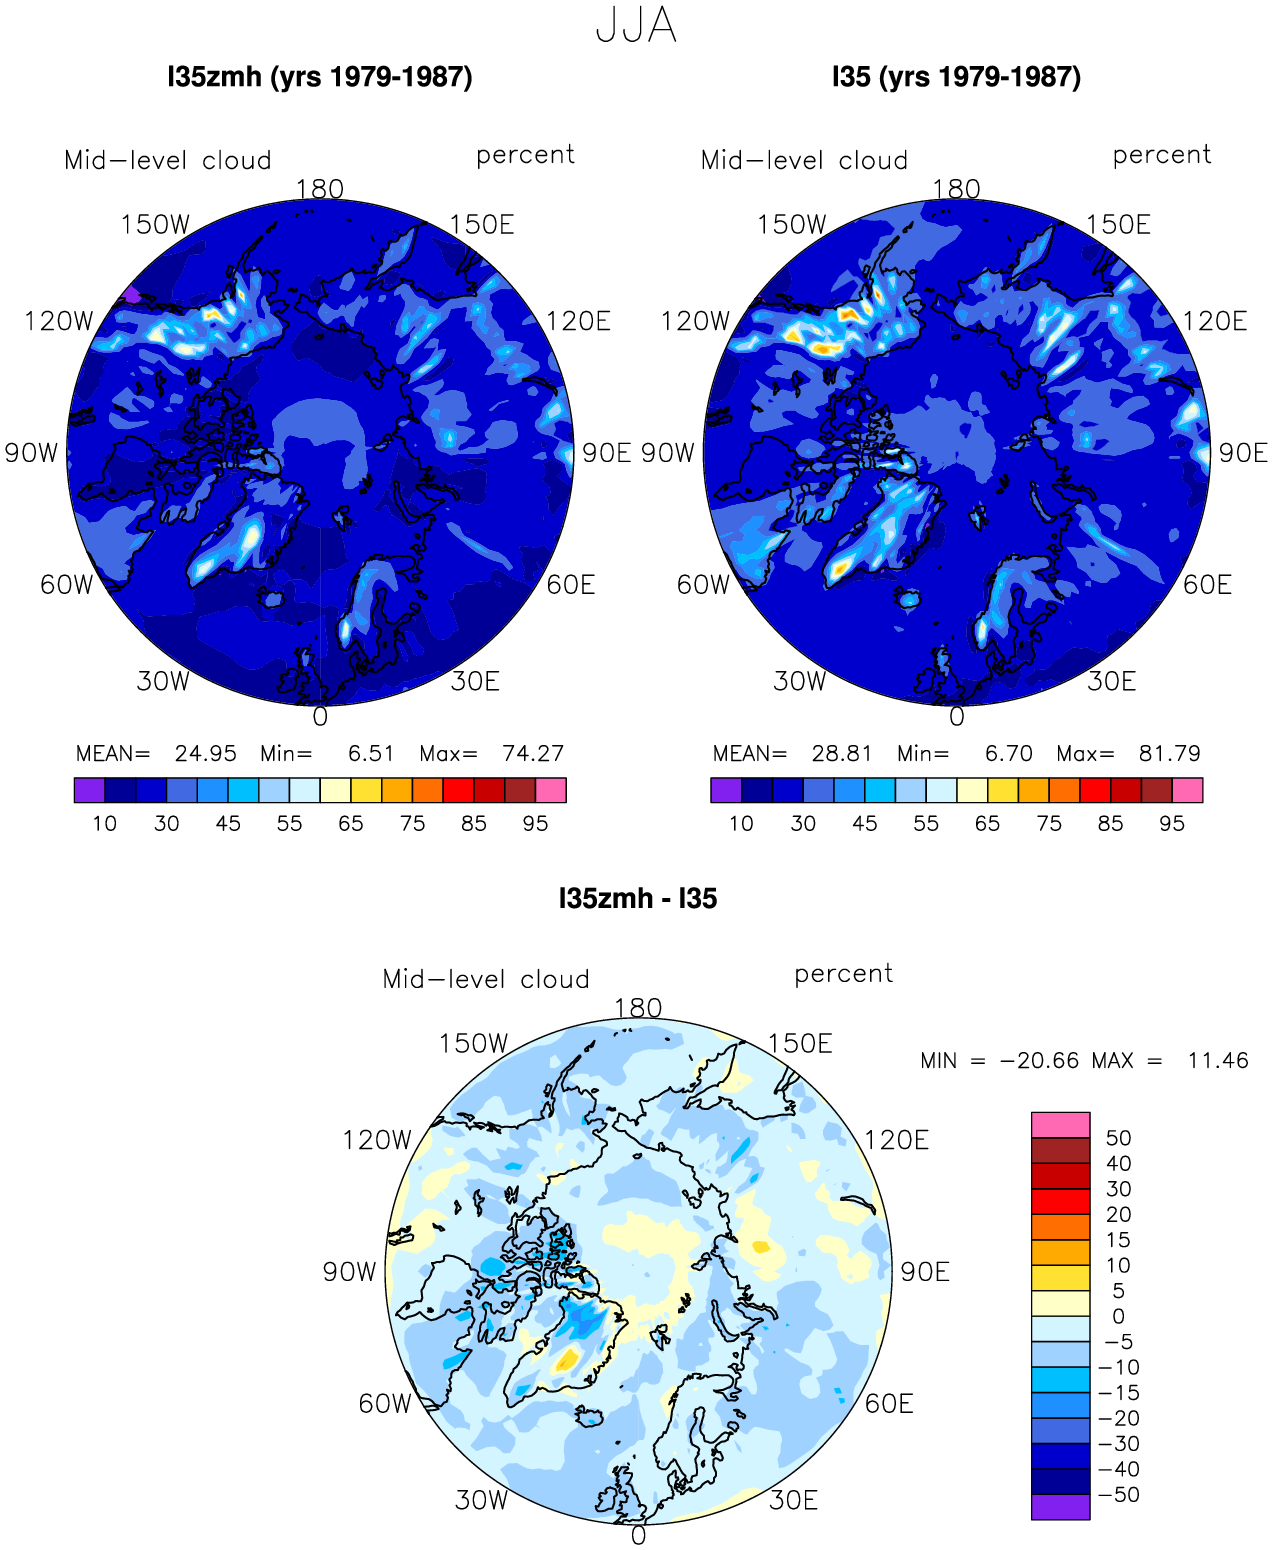 JJA
I35zmh (yrs 1979-1987)
I35 (yrs 1979-1987)
Mid-level cloud percent
Mid-level cloud percent
180
150W 150E
120W 120E
90W 90E
60W 60E
30W 30E
0
180
150W 150E
120W 120E
90W 90E
60W 60E
30W 30E
0
MEAN= 24.95 Min= 6.51 Max= 74.27
10 30 45 55 65 75 85 95
MEAN= 28.81 Min= 6.70 Max= 81.79
10 30 45 55 65 75 85 95
I35zmh - I35
Mid-level cloud percent
180
150W 150E
120W 120E
90W 90E
60W 60E
30W 30E
0
MIN = -20.66 MAX = 11.46
50
40
30
20
15
10
5
0
-5
-10
-15
-20
-30
-40
-50